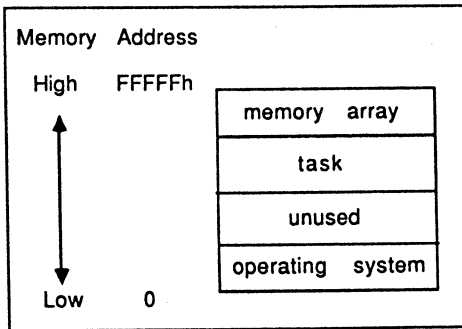 Memory Address
High FFFFFh
memory array
task
unused
operating system
Low 0